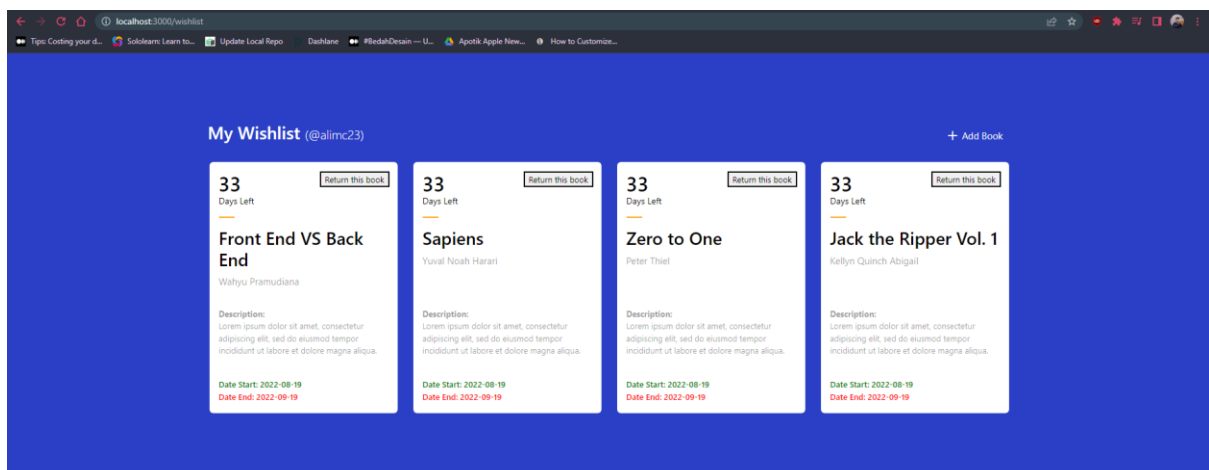 localhost:3000/wishlist
Tips: Costing your d...
Sololearn: Learn to...
Update Local Repo
Dashlane
#BedahDesain — U...
Apotik Apple New...
How to Customize...
My Wishlist (@alimc23)
+ Add Book
33
Return this book
Days Left
Front End VS Back
End
Wahyu Pramudiana
Description:
Lorem ipsum dolor sit amet, consectetur
adipiscing elit, sed do eiusmod tempor
incididunt ut labore et dolore magna aliqua.
Date Start: 2022-08-19
Date End: 2022-09-19
33
Return this book
Days Left
Sapiens
Yuval Noah Harari
Description:
Lorem ipsum dolor sit amet, consectetur
adipiscing elit, sed do eiusmod tempor
incididunt ut labore et dolore magna aliqua.
Date Start: 2022-08-19
Date End: 2022-09-19
33
Return this book
Days Left
Zero to One
Peter Thiel
Description:
Lorem ipsum dolor sit amet, consectetur
adipiscing elit, sed do eiusmod tempor
incididunt ut labore et dolore magna aliqua.
Date Start: 2022-08-19
Date End: 2022-09-19
33
Return this book
Days Left
Jack the Ripper Vol. 1
Kellyn Quinch Abigail
Description:
Lorem ipsum dolor sit amet, consectetur
adipiscing elit, sed do eiusmod tempor
incididunt ut labore et dolore magna aliqua.
Date Start: 2022-08-19
Date End: 2022-09-19